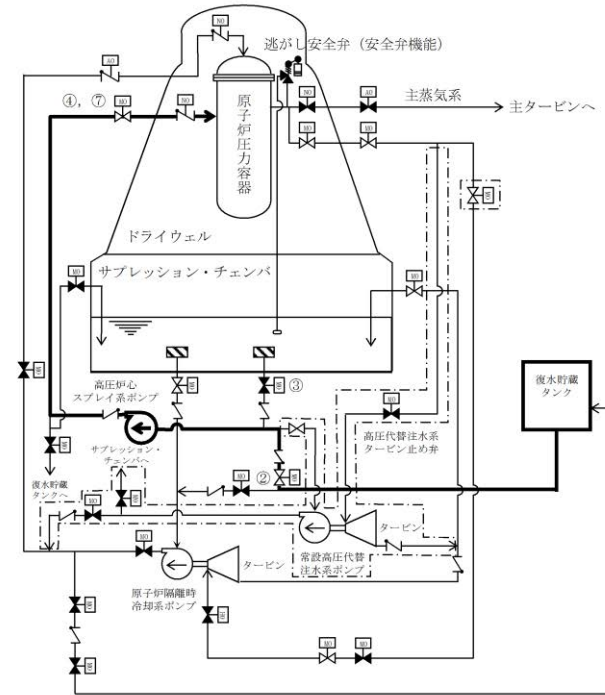 NO
AO
逃がし安全弁(安全弁機能)
④,⑦
MO
NO
NO
AO
主蒸気系
主タービンへ
MO
MO
原子炉圧力容器
MO
ドライウェル
サプレッション・チェンバ
MO
MO
③
MO
MO
MO
高圧炉心
スプレイ系ポンプ
復水貯蔵
タンク
高圧代替注水系
タービン止め弁
サプレッション・
チェンバへ
MO
②
MO
復水貯蔵
タンクへ
MO
MO
MO
タービン
常設高圧代替
注水系ポンプ
MO
タービン
原子炉隔離時
冷却系ポンプ
MO
MO
MO
MO